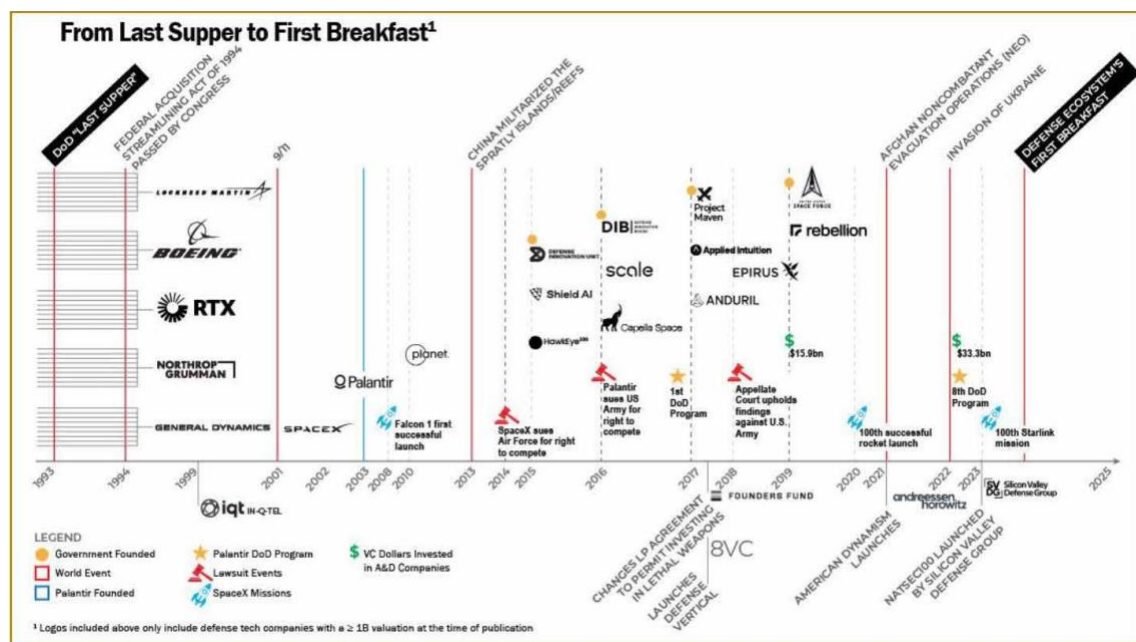 From Last Supper to First Breakfast¹
DoD "LAST SUPPER"
FEDERAL ACQUISITION
STREAMLINING ACT OF 1994
PASSED BY CONGRESS
9/11
CHINA MILITARIZED THE
SPRATLY ISLANDS/REEFS
AFGHAN NONCOMBATANT
EVACUATION OPERATIONS (NEO)
INVASION OF UKRAINE
DEFENSE ECOSYSTEM'S
FIRST BREAKFAST
LOCKHEED MARTIN
BOEING
RTX
NORTHROP
GRUMMAN
GENERAL DYNAMICS
SPACEX
Palantir
Falcon 1 first
successful
launch
planet.
SpaceX sues
Air Force for right
to compete
DEFENSE
INNOVATION UNIT
Shield AI
HawkEye
DIB
scale
Capella Space
Palantir
sues US
Army for
right to
compete
Project
Maven
Applied Intuition
ANDURIL
1st
DoD
Program
Appellate
Court upholds
findings
against U.S.
Army
SPACE FORCE
rebellion
EPIRUS
$
$15.9bn
100th successful
rocket launch
$
$33.3bn
8th DoD
Program
100th Starlink
mission
1993
1994
1999
2001
2002
2003
2008
2010
2013
2014
2015
2016
2017
2018
2019
2020
2021
2022
2023
2025
iqt IN-Q-TEL
FOUNDERS FUND
CHANGES LP AGREEMENT
TO PERMIT INVESTING
IN LETHAL WEAPONS
8VC
LAUNCHES
DEFENSE
VERTICAL
andreessen
horowitz
AMERICAN DYNAMISM
LAUNCHES
SVDG
Silicon Valley
Defense Group
NATSEC100 LAUNCHED
BY SILICON VALLEY
DEFENSE GROUP
LEGEND
Government Founded
World Event
Palantir Founded
Palantir DoD Program
Lawsuit Events
SpaceX Missions
$ VC Dollars Invested
in A&D Companies
¹ Logos included above only include defense tech companies with a ≥ 1B valuation at the time of publication